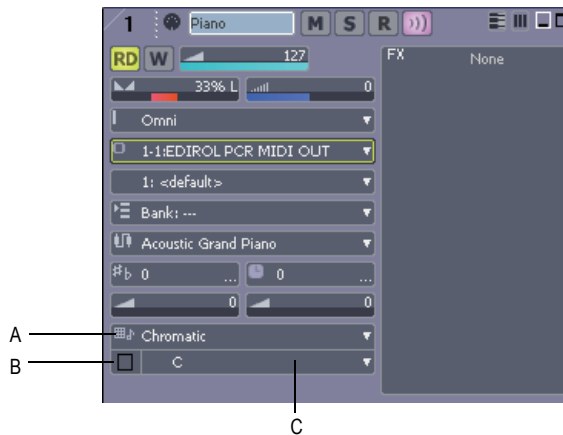 1 Piano M S R
RD W 127 FX None
33% L 0
Omni
1-1:EDIROL PCR MIDI OUT
1: <default>
Bank: ---
Acoustic Grand Piano
0 ... 0 ...
0 0
A Chromatic
B C
C